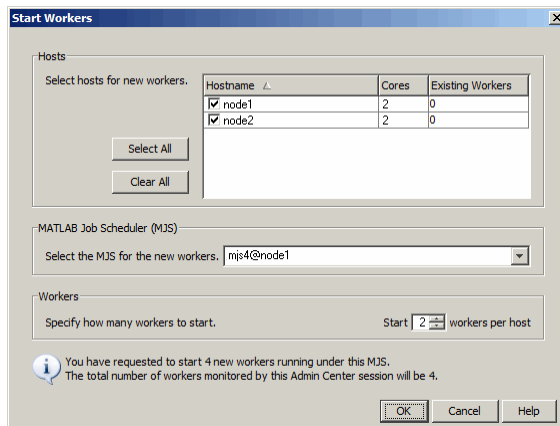 Start Workers
Hosts
Select hosts for new workers.
Hostname Cores Existing Workers
node1 2 0
node2 2 0
Select All
Clear All
MATLAB Job Scheduler (MJS)
Select the MJS for the new workers. mjs4@node1
Workers
Specify how many workers to start. Start 2 workers per host
You have requested to start 4 new workers running under this MJS.
The total number of workers monitored by this Admin Center session will be 4.
OK Cancel Help